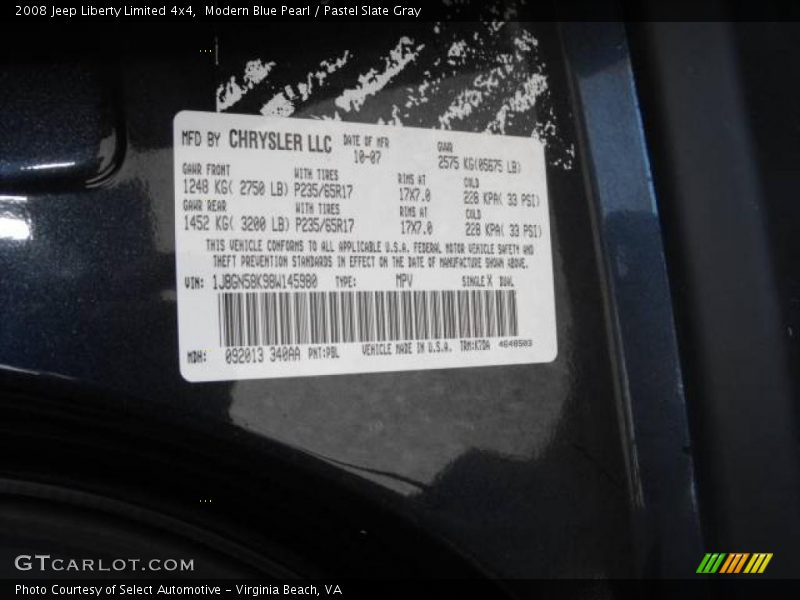 2008 Jeep Liberty Limited 4x4,  Modern Blue Pearl / Pastel Slate Gray
MFD BY CHRYSLER LLC DATE OF MFR GVWR
10-07 2575 KG(05675 LB)
GAWR FRONT WITH TIRES RIMS AT COLD
1248 KG( 2750 LB) P235/65R17 17X7.0 228 KPA( 33 PSI)
GAWR REAR WITH TIRES RIMS AT COLD
1452 KG( 3200 LB) P235/65R17 17X7.0 228 KPA( 33 PSI)
THIS VEHICLE CONFORMS TO ALL APPLICABLE U.S.A. FEDERAL MOTOR VEHICLE SAFETY AND
THEFT PREVENTION STANDARDS IN EFFECT ON THE DATE OF MANUFACTURE SHOWN ABOVE.
VIN: 1J8GN58K98W145980 TYPE: MPV SINGLE X DUAL
MDH: 092013 340AA PNT:PBL VEHICLE MADE IN U.S.A. TRM:K7DA 4648503
GTCARLOT.COM
Photo Courtesy of Select Automotive - Virginia Beach, VA